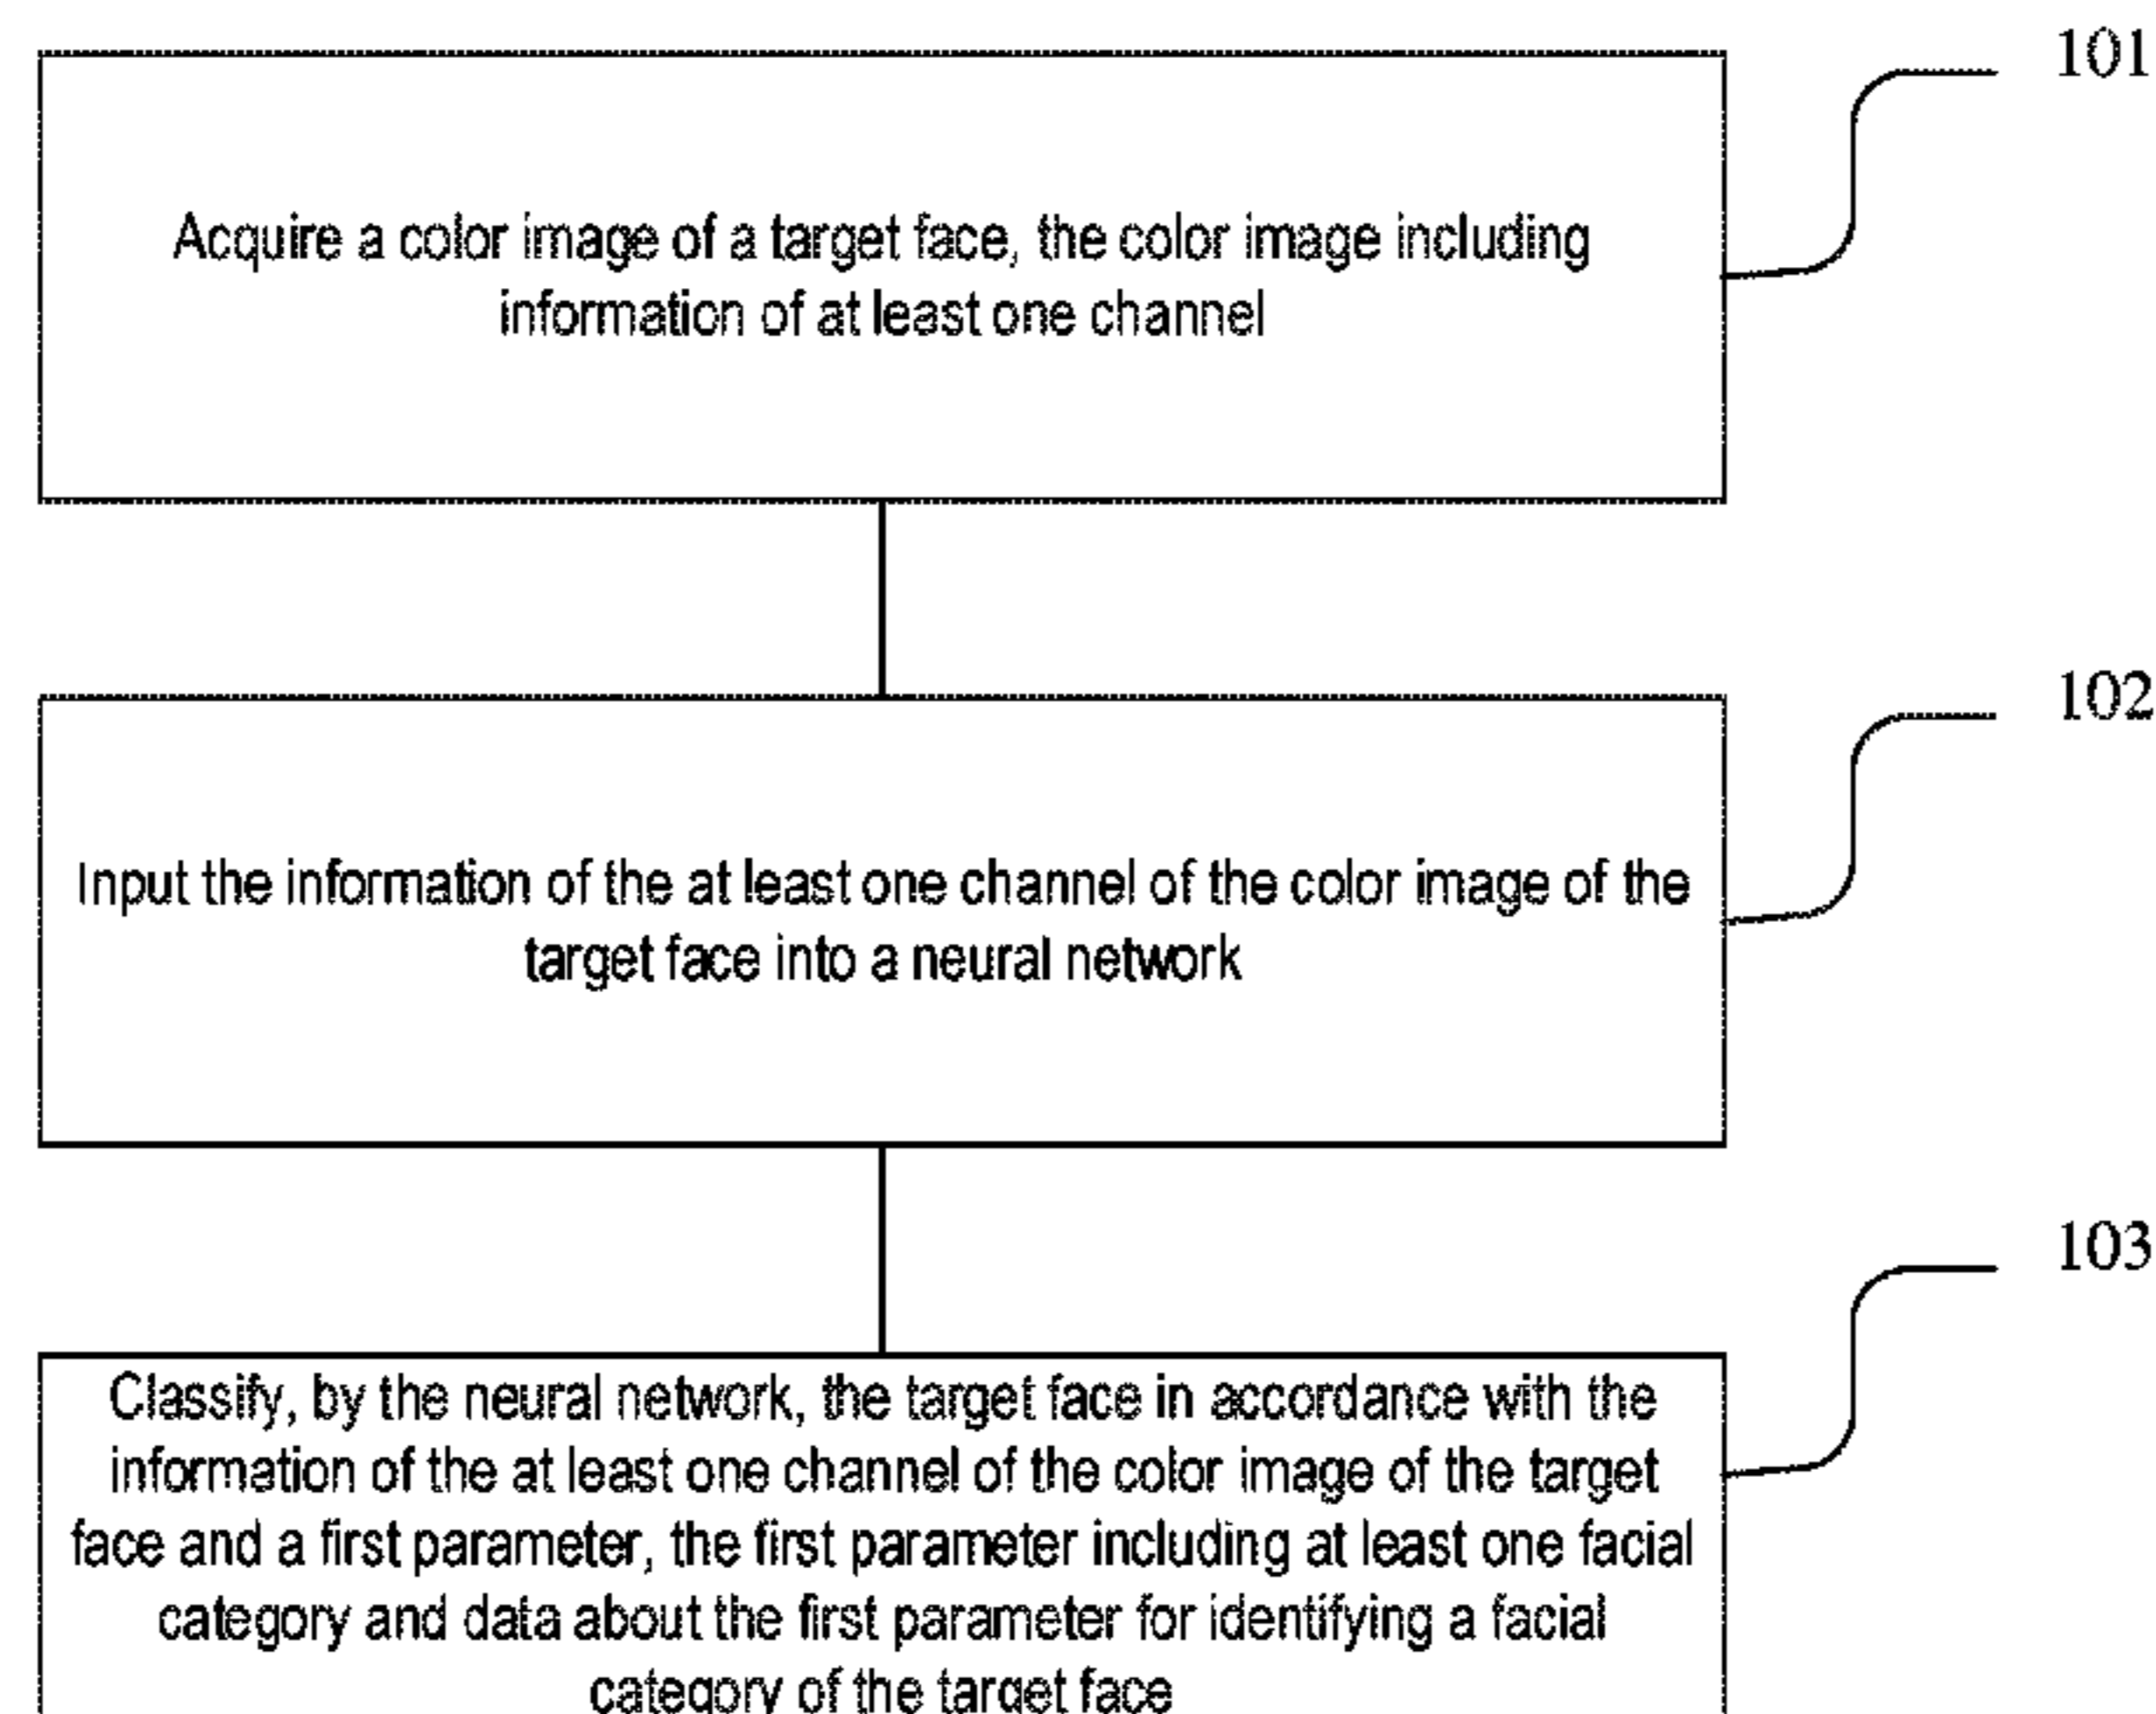 101
Acquire a color image of a target face, the color image including
information of at least one channel
102
Input the information of the at least one channel of the color image of the
target face into a neural network
103
Classify, by the neural network, the target face in accordance with the
information of the at least one channel of the color image of the target
face and a first parameter, the first parameter including at least one facial
category and data about the first parameter for identifying a facial
category of the target face